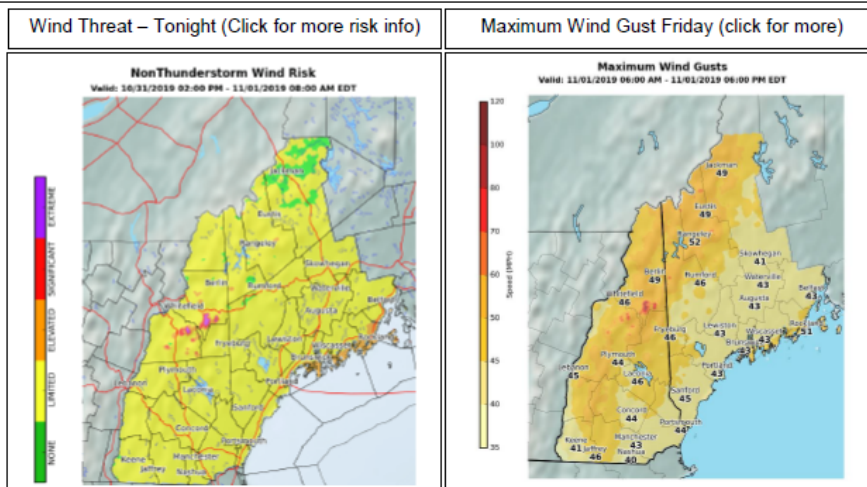 Wind Threat – Tonight (Click for more risk info)
Maximum Wind Gust Friday (click for more)
NonThunderstorm Wind Risk
Valid: 10/31/2019 02:00 PM - 11/01/2019 08:00 AM EDT
EXTREME
SIGNIFICANT
ELEVATED
LIMITED
NONE
Jackman
Eustis
Rangeley
Skowhegan
Berlin
Rumford
Waterville
Whitefield
Augusta
Belfast
Lewiston
Fryeburg
Wiscasset
Rockland
Brunswick
Plymouth
Lebanon
Laconia
Portland
Sanford
Concord
Portsmouth
Keene
Manchester
Jaffrey
Nashua
Maximum Wind Gusts
Valid: 11/01/2019 06:00 AM - 11/01/2019 06:00 PM EDT
Speed (MPH)
120
100
80
70
60
50
45
40
35
Jackman
49
Eustis
49
Rangeley
52
Skowhegan
41
Berlin
49
Rumford
46
Waterville
43
Whitefield
46
Augusta
43
Belfast
43
Fryeburg
46
Lewiston
43
Wiscasset
43
Rockland
51
Brunswick
43
Plymouth
44
Lebanon
45
Laconia
46
Portland
43
Sanford
45
Concord
44
Portsmouth
44
Keene
41
Manchester
43
Jaffrey
46
Nashua
40